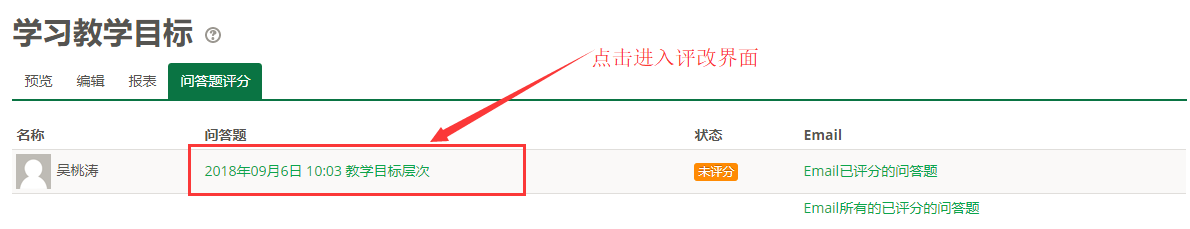 学习教学目标
点击进入评改界面
预览 编辑 报表 问答题评分
名称 问答题 状态 Email
吴桃涛 2018年09月6日 10:03 教学目标层次 未评分 Email已评分的问答题
Email所有的已评分的问答题